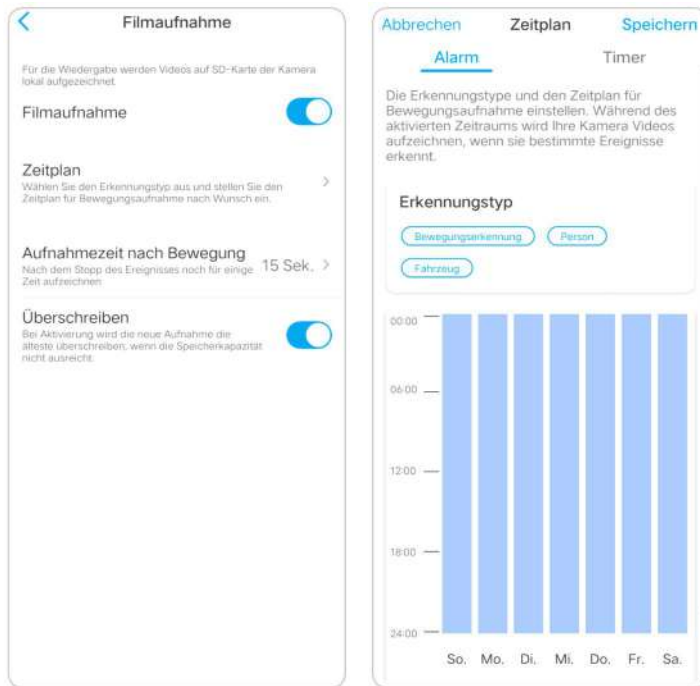 Filmaufnahme
Für die Wiedergabe werden Videos auf SD-Karte der Kamera
lokal aufgezeichnet
Filmaufnahme
Zeitplan
Wählen Sie den Erkennungstyp aus und stellen Sie den
Zeitplan für Bewegungsaufnahme nach Wunsch ein.
Aufnahmezeit nach Bewegung
Nach dem Stopp des Ereignisses noch für einige
Zeit aufzeichnen
15 Sek.
Überschreiben
Bei Aktivierung wird die neue Aufnahme die
älteste überschreiben, wenn die Speicherkapazität
nicht ausreicht.
Abbrechen Zeitplan Speichern
Alarm Timer
Die Erkennungstype und den Zeitplan für
Bewegungsaufnahme einstellen. Während des
aktivierten Zeitraums wird Ihre Kamera Videos
aufzeichnen, wenn sie bestimmte Ereignisse
erkennt.
Erkennungstyp
Bewegungserkennung Person
Fahrzeug
00:00
06:00
12:00
18:00
24:00
So. Mo. Di. Mi. Do. Fr. Sa.